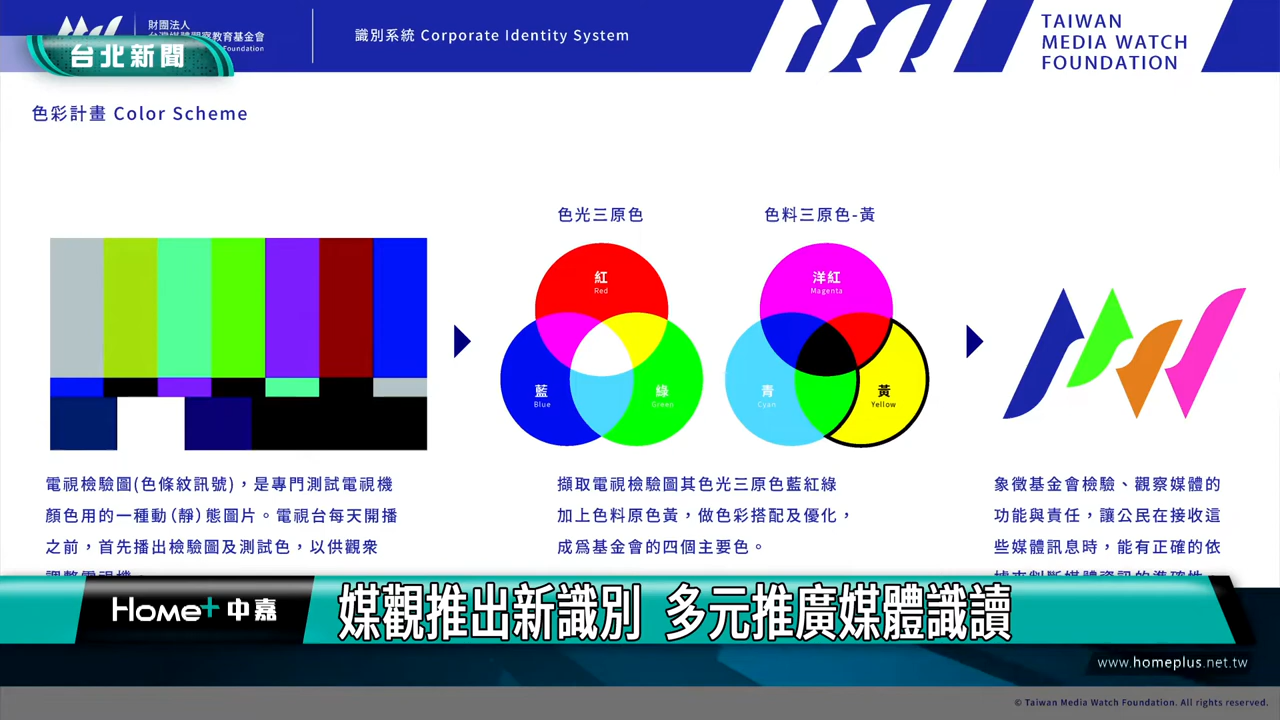 財團法人
台灣媒體觀察教育基金會
Foundation
台北新聞
識別系統 Corporate Identity System
TAIWAN
MEDIA WATCH
FOUNDATION
色彩計畫 Color Scheme
色光三原色
色料三原色-黃
紅
Red
藍
Blue
綠
Green
洋紅
Magenta
青
Cyan
黃
Yellow
電視檢驗圖(色條紋訊號)，是專門測試電視機
顏色用的一種動(靜)態圖片。電視台每天開播
之前，首先播出檢驗圖及測試色，以供觀衆
擷取電視檢驗圖其色光三原色藍紅綠
加上色料原色黃，做色彩搭配及優化，
成爲基金會的四個主要色。
象徵基金會檢驗、觀察媒體的
功能與責任，讓公民在接收這
些媒體訊息時，能有正確的依
Home+ 中嘉
媒觀推出新識別 多元推廣媒體識讀
www.homeplus.net.tw
© Taiwan Media Watch Foundation. All rights reserved.